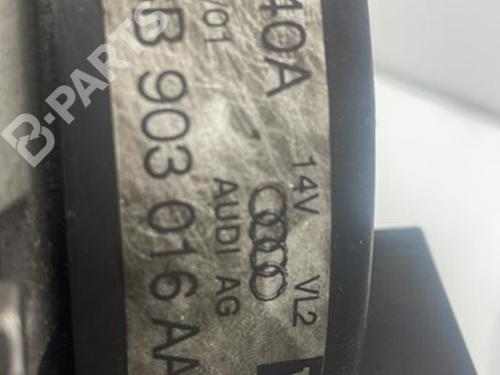 40A
/01
14V VL2
AUDI AG
B 903 016 AA
B-PARTS